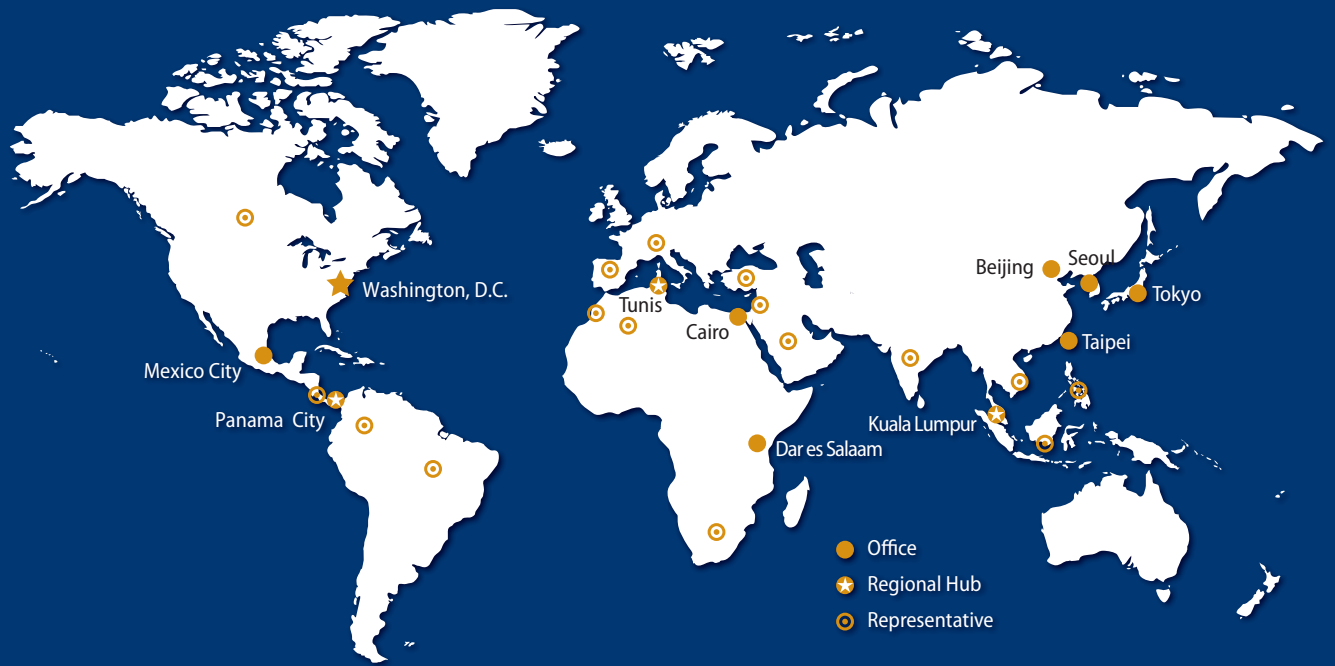 Washington, D.C.
Mexico City
Panama City
Tunis
Cairo
Dar es Salaam
Beijing
Seoul
Tokyo
Taipei
Kuala Lumpur
Office
Regional Hub
Representative